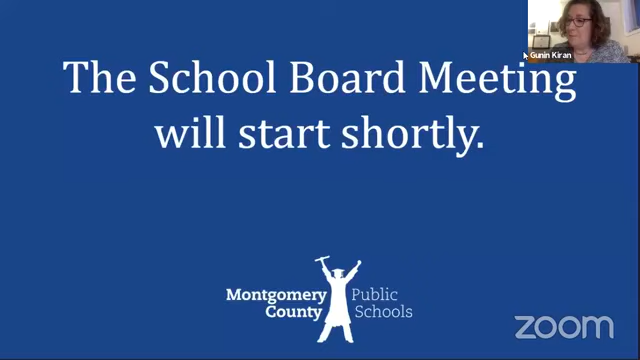 The School Board Meeting
will start shortly.
Gunin Kiran
Montgomery Public
County Schools
zoom